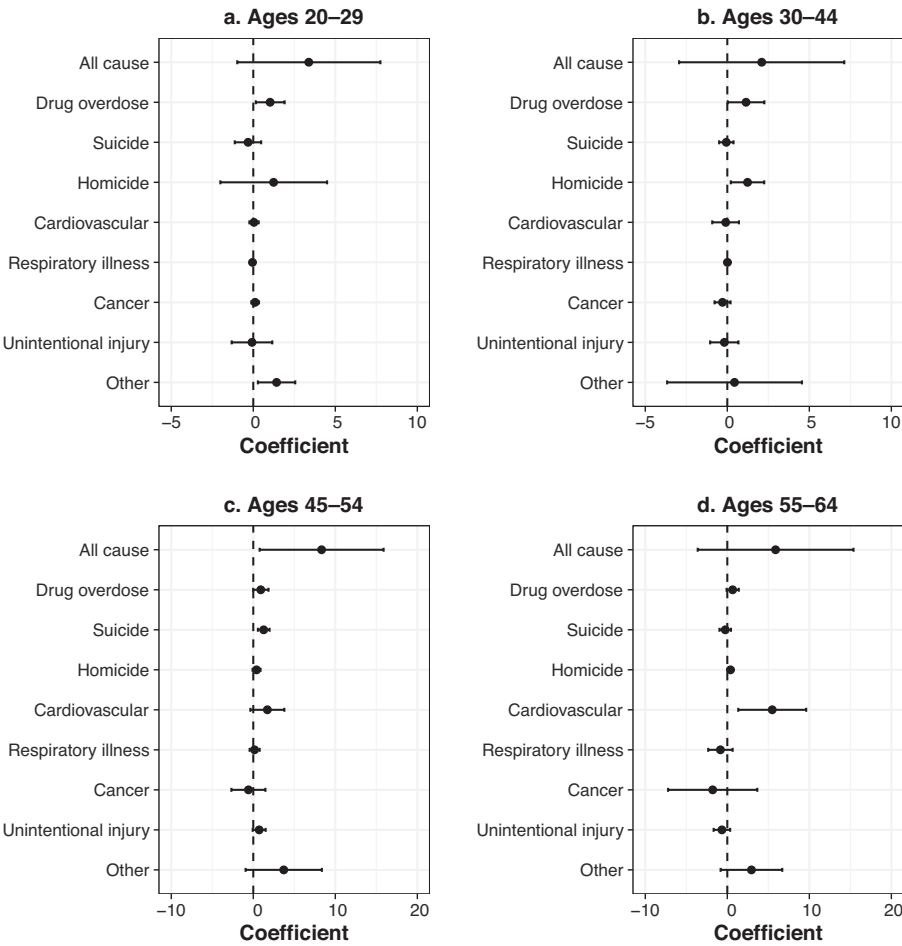 a. Ages 20–29
All cause
Drug overdose
Suicide
Homicide
Cardiovascular
Respiratory illness
Cancer
Unintentional injury
Other
−5 0 5 10
Coefficient
b. Ages 30–44
All cause
Drug overdose
Suicide
Homicide
Cardiovascular
Respiratory illness
Cancer
Unintentional injury
Other
−5 0 5 10
Coefficient
c. Ages 45–54
All cause
Drug overdose
Suicide
Homicide
Cardiovascular
Respiratory illness
Cancer
Unintentional injury
Other
−10 0 10 20
Coefficient
d. Ages 55–64
All cause
Drug overdose
Suicide
Homicide
Cardiovascular
Respiratory illness
Cancer
Unintentional injury
Other
−10 0 10 20
Coefficient